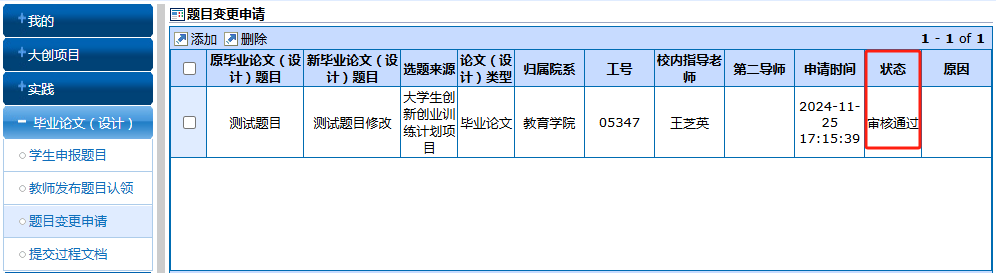 我的
大创项目
实践
毕业论文（设计）
学生申报题目
教师发布题目认领
题目变更申请
提交过程文档
题目变更申请
添加 删除 1 - 1 of 1
原毕业论文（设计）题目 新毕业论文（设计）题目 选题来源 论文（设计）类型 归属院系 工号 校内指导老师 第二导师 申请时间 状态 原因
测试题目 测试题目修改 大学生创新创业训练计划项目 毕业论文 教育学院 05347 王芝英 2024-11-25 17:15:39 审核通过